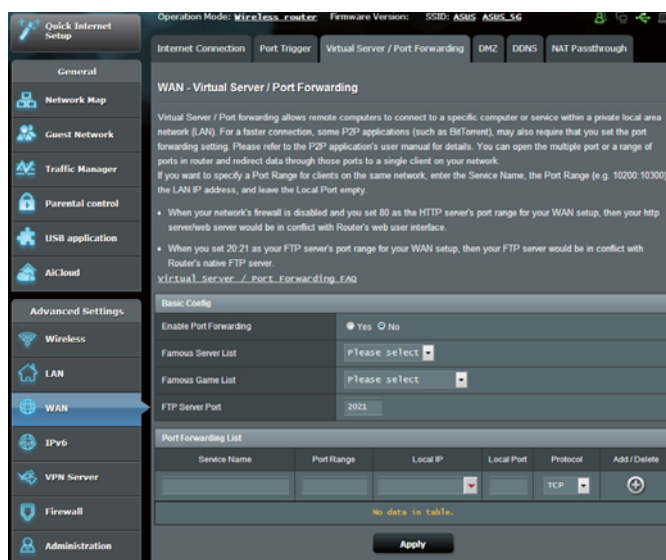 Operation Mode: Wireless router Firmware Version: SSID: ASUS ASUS_5G
Quick Internet
Setup
General
Network Map
Guest Network
Traffic Manager
Parental control
USB application
AiCloud
Advanced Settings
Wireless
LAN
WAN
IPv6
VPN Server
Firewall
Administration
Internet Connection Port Trigger Virtual Server / Port Forwarding DMZ DDNS NAT Passthrough
WAN - Virtual Server / Port Forwarding
Virtual Server / Port forwarding allows remote computers to connect to a specific computer or service within a private local area
network (LAN). For a faster connection, some P2P applications (such as BitTorrent), may also require that you set the port
forwarding setting. Please refer to the P2P application's user manual for details. You can open the multiple port or a range of
ports in router and redirect data through those ports to a single client on your network.
If you want to specify a Port Range for clients on the same network, enter the Service Name, the Port Range (e.g. 10200:10300)
the LAN IP address, and leave the Local Port empty.
• When your network's firewall is disabled and you set 80 as the HTTP server's port range for your WAN setup, then your http
server/web server would be in conflict with Router's web user interface.
• When you set 20:21 as your FTP server's port range for your WAN setup, then your FTP server would be in conflict with
Router's native FTP server.
Virtual Server / Port Forwarding FAQ
Basic Config
Enable Port Forwarding Yes No
Famous Server List Please select
Famous Game List Please select
FTP Server Port 2021
Port Forwarding List
Service Name Port Range Local IP Local Port Protocol Add / Delete
TCP
No data in table.
Apply